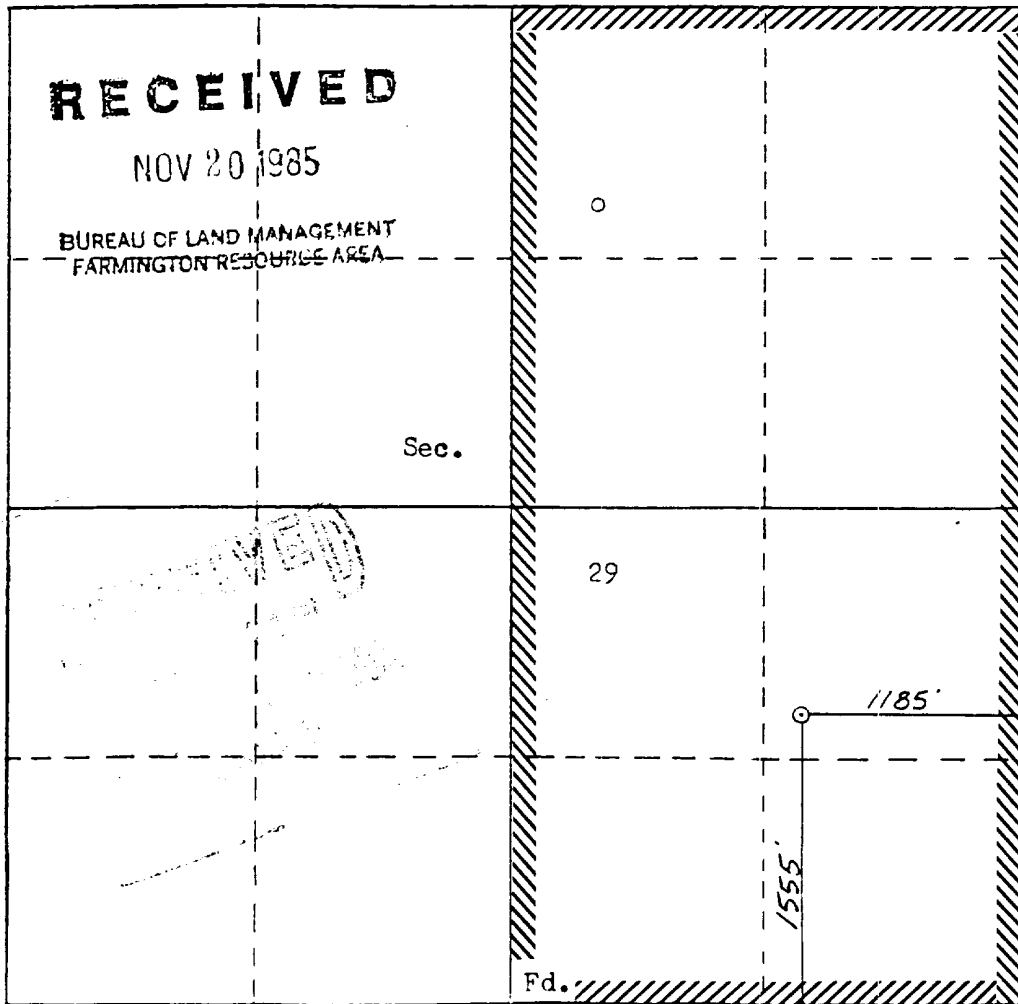 RECEIVED
NOV 20 1985
BUREAU OF LAND MANAGEMENT
FARMINGTON RESOURCE AREA
Sec.
29
1185'
1555'
Fd.